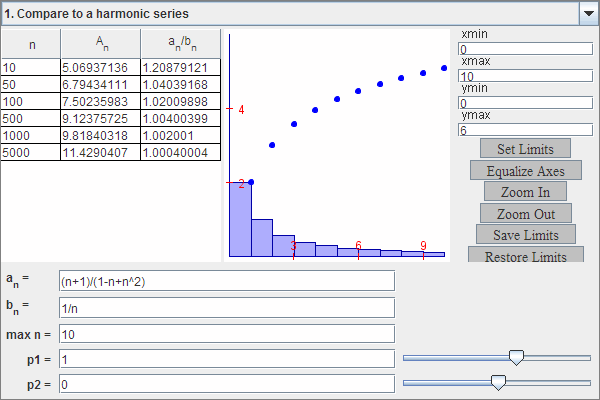 1. Compare to a harmonic series
n An an/bn
10 5.06937136 1.20879121
50 6.79434111 1.04039168
100 7.50235983 1.02009898
500 9.12375725 1.00400399
1000 9.81840318 1.002001
5000 11.4290407 1.00040004
4
2
3 6 9
xmin
0
xmax
10
ymin
0
ymax
6
Set Limits
Equalize Axes
Zoom In
Zoom Out
Save Limits
Restore Limits
an = (n+1)/(1-n+n^2)
bn = 1/n
max n = 10
p1 = 1
p2 = 0